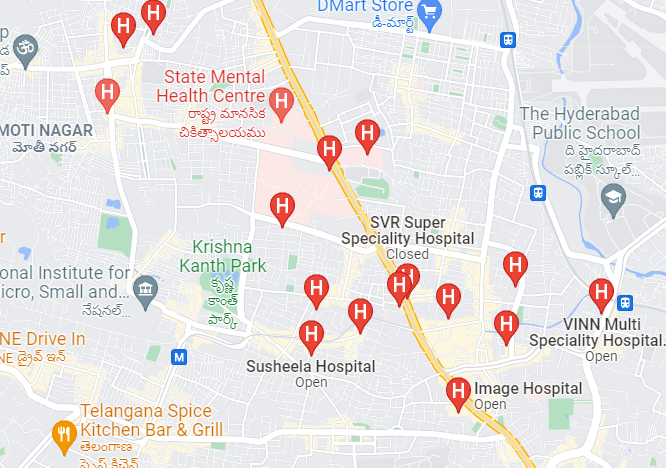 DMart Store
డీ-మార్ట్
State Mental
Health Centre
రాష్ట్ర మానసిక
చికిత్సాలయము
The Hyderabad
Public School
ది హైదరాబాద్
పబ్లిక్ స్కూల్...
MOTI NAGAR
మోతీ నగర్
SVR Super
Speciality Hospital
Closed
Krishna
Kanth Park
కృష్ణ
కాంత్
పార్క్
onal Institute for
icro, Small and...
నేషనల్...
VINN Multi
Speciality Hospital.
Open
NE Drive In
NE డ్రైవ్ ఇన్
M
Susheela Hospital
Open
Image Hospital
Open
Telangana Spice
Kitchen Bar & Grill
తెలంగాణ
స్పైస్ కిచెన్